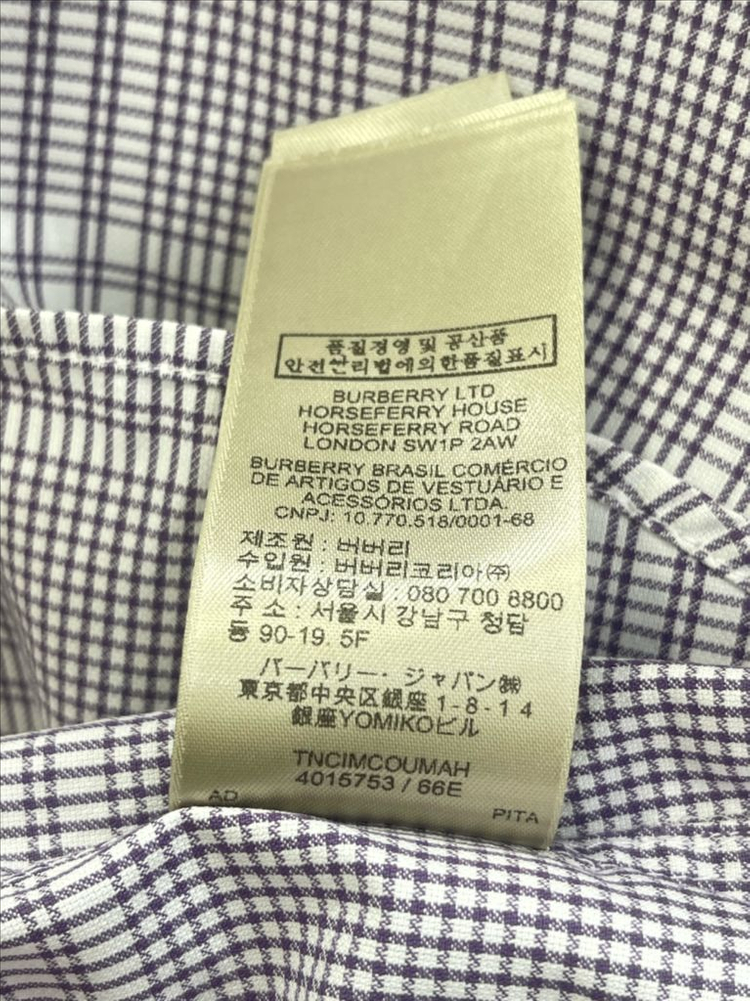 품질경영 및 공산품
안전관리법에의한품질표시
BURBERRY LTD
HORSEFERRY HOUSE
HORSEFERRY ROAD
LONDON SW1P 2AW
BURBERRY BRASIL COMÉRCIO
DE ARTIGOS DE VESTUÁRIO E
ACESSÓRIOS LTDA.
CNPJ: 10.770.518/0001-68
제조원 : 버버리
수입원 : 버버리코리아㈜
소비자상담실 : 080 700 8800
주 소 : 서울시 강남구 청담
동 90-19. 5F
バーバリー・ジャパン㈱
東京都中央区銀座 1-8-14
銀座YOMIKOビル
TNCIMCOUMAH
4015753 / 66E
AD
PITA